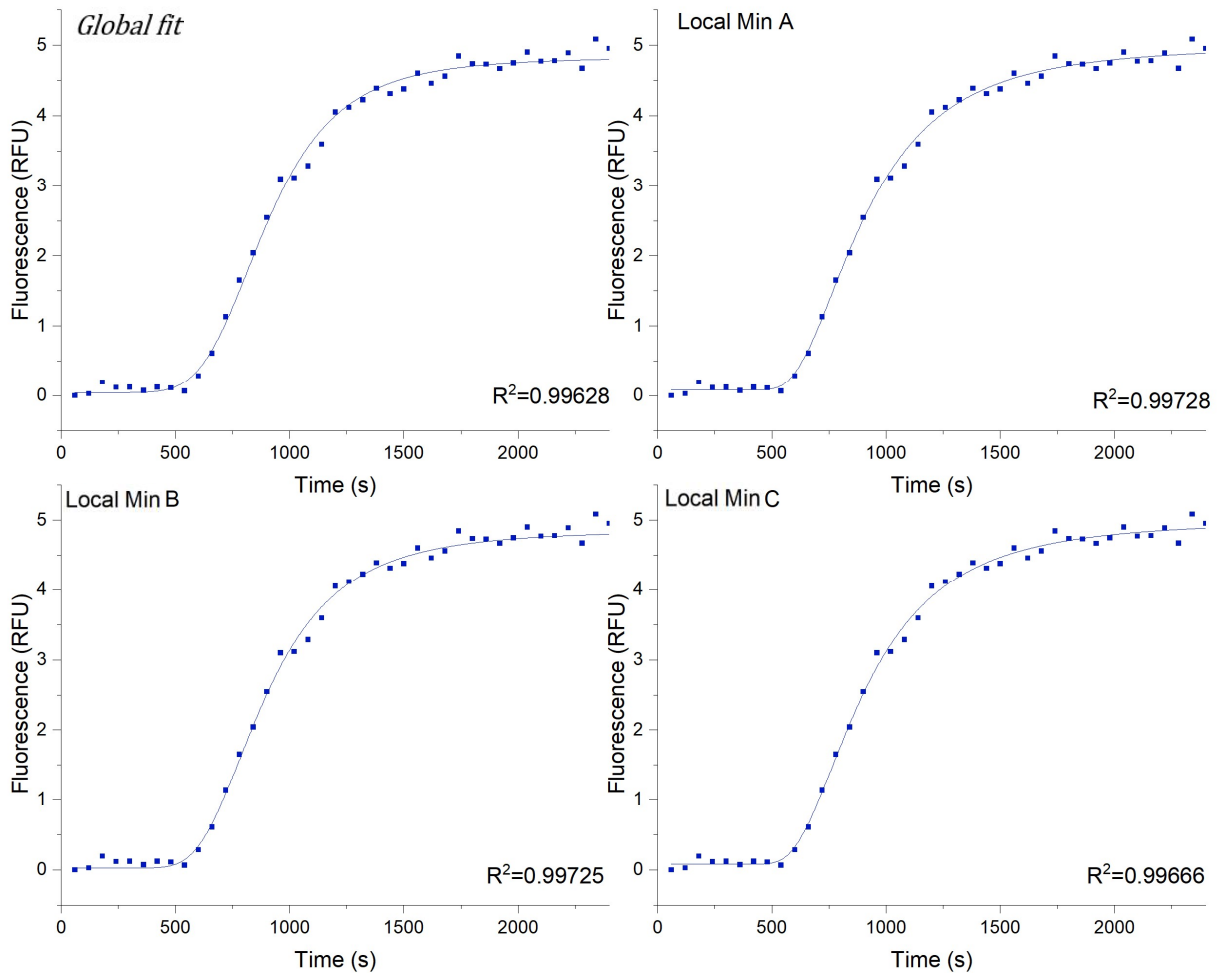 Global fit
5
4
3
2
1
0
Fluorescence (RFU)
R²=0.99628
0 500 1000 1500 2000
Time (s)
Local Min A
5
4
3
2
1
0
Fluorescence (RFU)
R²=0.99728
0 500 1000 1500 2000
Time (s)
Local Min B
5
4
3
2
1
0
Fluorescence (RFU)
R²=0.99725
0 500 1000 1500 2000
Time (s)
Local Min C
5
4
3
2
1
0
Fluorescence (RFU)
R²=0.99666
0 500 1000 1500 2000
Time (s)